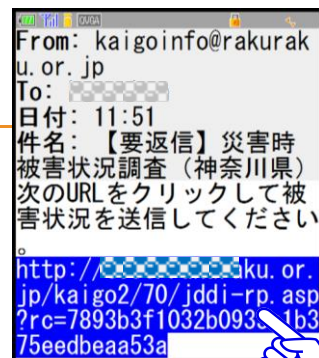 QVGA
From: kaigoinfo@rakurak
u.or.jp
To:
日付: 11:51
件名: 【要返信】災害時
被害状況調査（神奈川県）
次のURLをクリックして被
害状況を送信してください
。
http://ku.or.
jp/kaigo2/70/jddi-rp.asp
?rc=7893b3f1032b0933 1b3
75eedbeaa53a